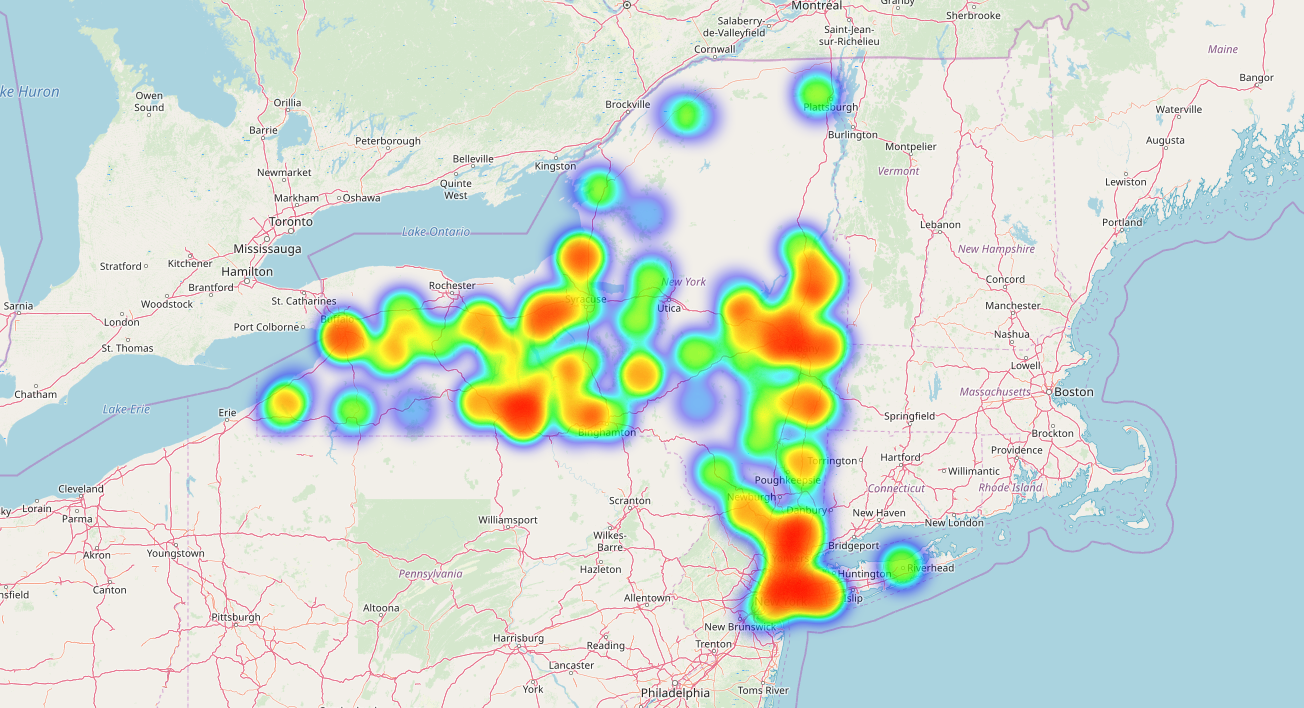 Montréal
Granby
Sherbrooke
Salaberry-
de-Valleyfield
Saint-Jean-
sur-Richelieu
Cornwall
Maine
Bangor
ke Huron
Owen
Sound
Orillia
Brockville
Plattsburgh
Waterville
Barrie
Peterborough
Burlington
Augusta
Montpelier
Belleville
Kingston
Newmarket
Vermont
Quinte
West
Lewiston
Markham
Oshawa
Toronto
Lebanon
Portland
Lake Ontario
Mississauga
New Hampshire
Stratford
Kitchener
Hamilton
Concord
Brantford
Rochester
New York
Sarnia
Woodstock
St. Catharines
Syracuse
Utica
Manchester
London
Port Colborne
Buffalo
Nashua
St. Thomas
Lowell
Chatham
Massachusetts
Boston
Lake Erie
Erie
Springfield
Binghamton
Brockton
Providence
Torrington
Hartford
Willimantic
Cleveland
Poughkeepsie
Connecticut
Rhode Island
Scranton
Newburgh
Lorain
Parma
Danbury
New Haven
Williamsport
New London
Wilkes-
Barre
Bridgeport
Akron
Youngstown
Hazleton
Pennsylvania
Huntington
Riverhead
Canton
nsfield
Allentown
Islip
Altoona
Pittsburgh
New Brunswick
Harrisburg
Reading
Trenton
Lancaster
York
Philadelphia
Toms River